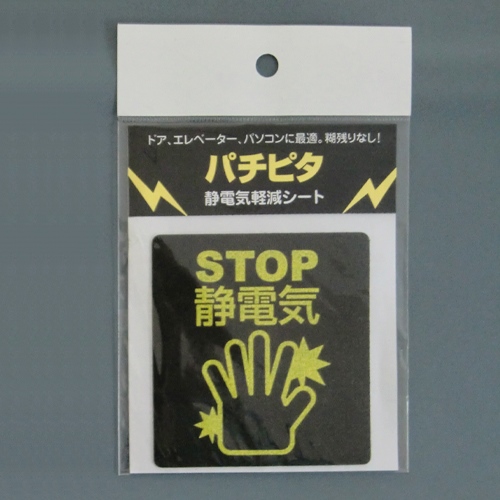 ドア、エレベーター、パソコンに最適。糊残りなし!
パチピタ
静電気軽減シート
STOP
静電気